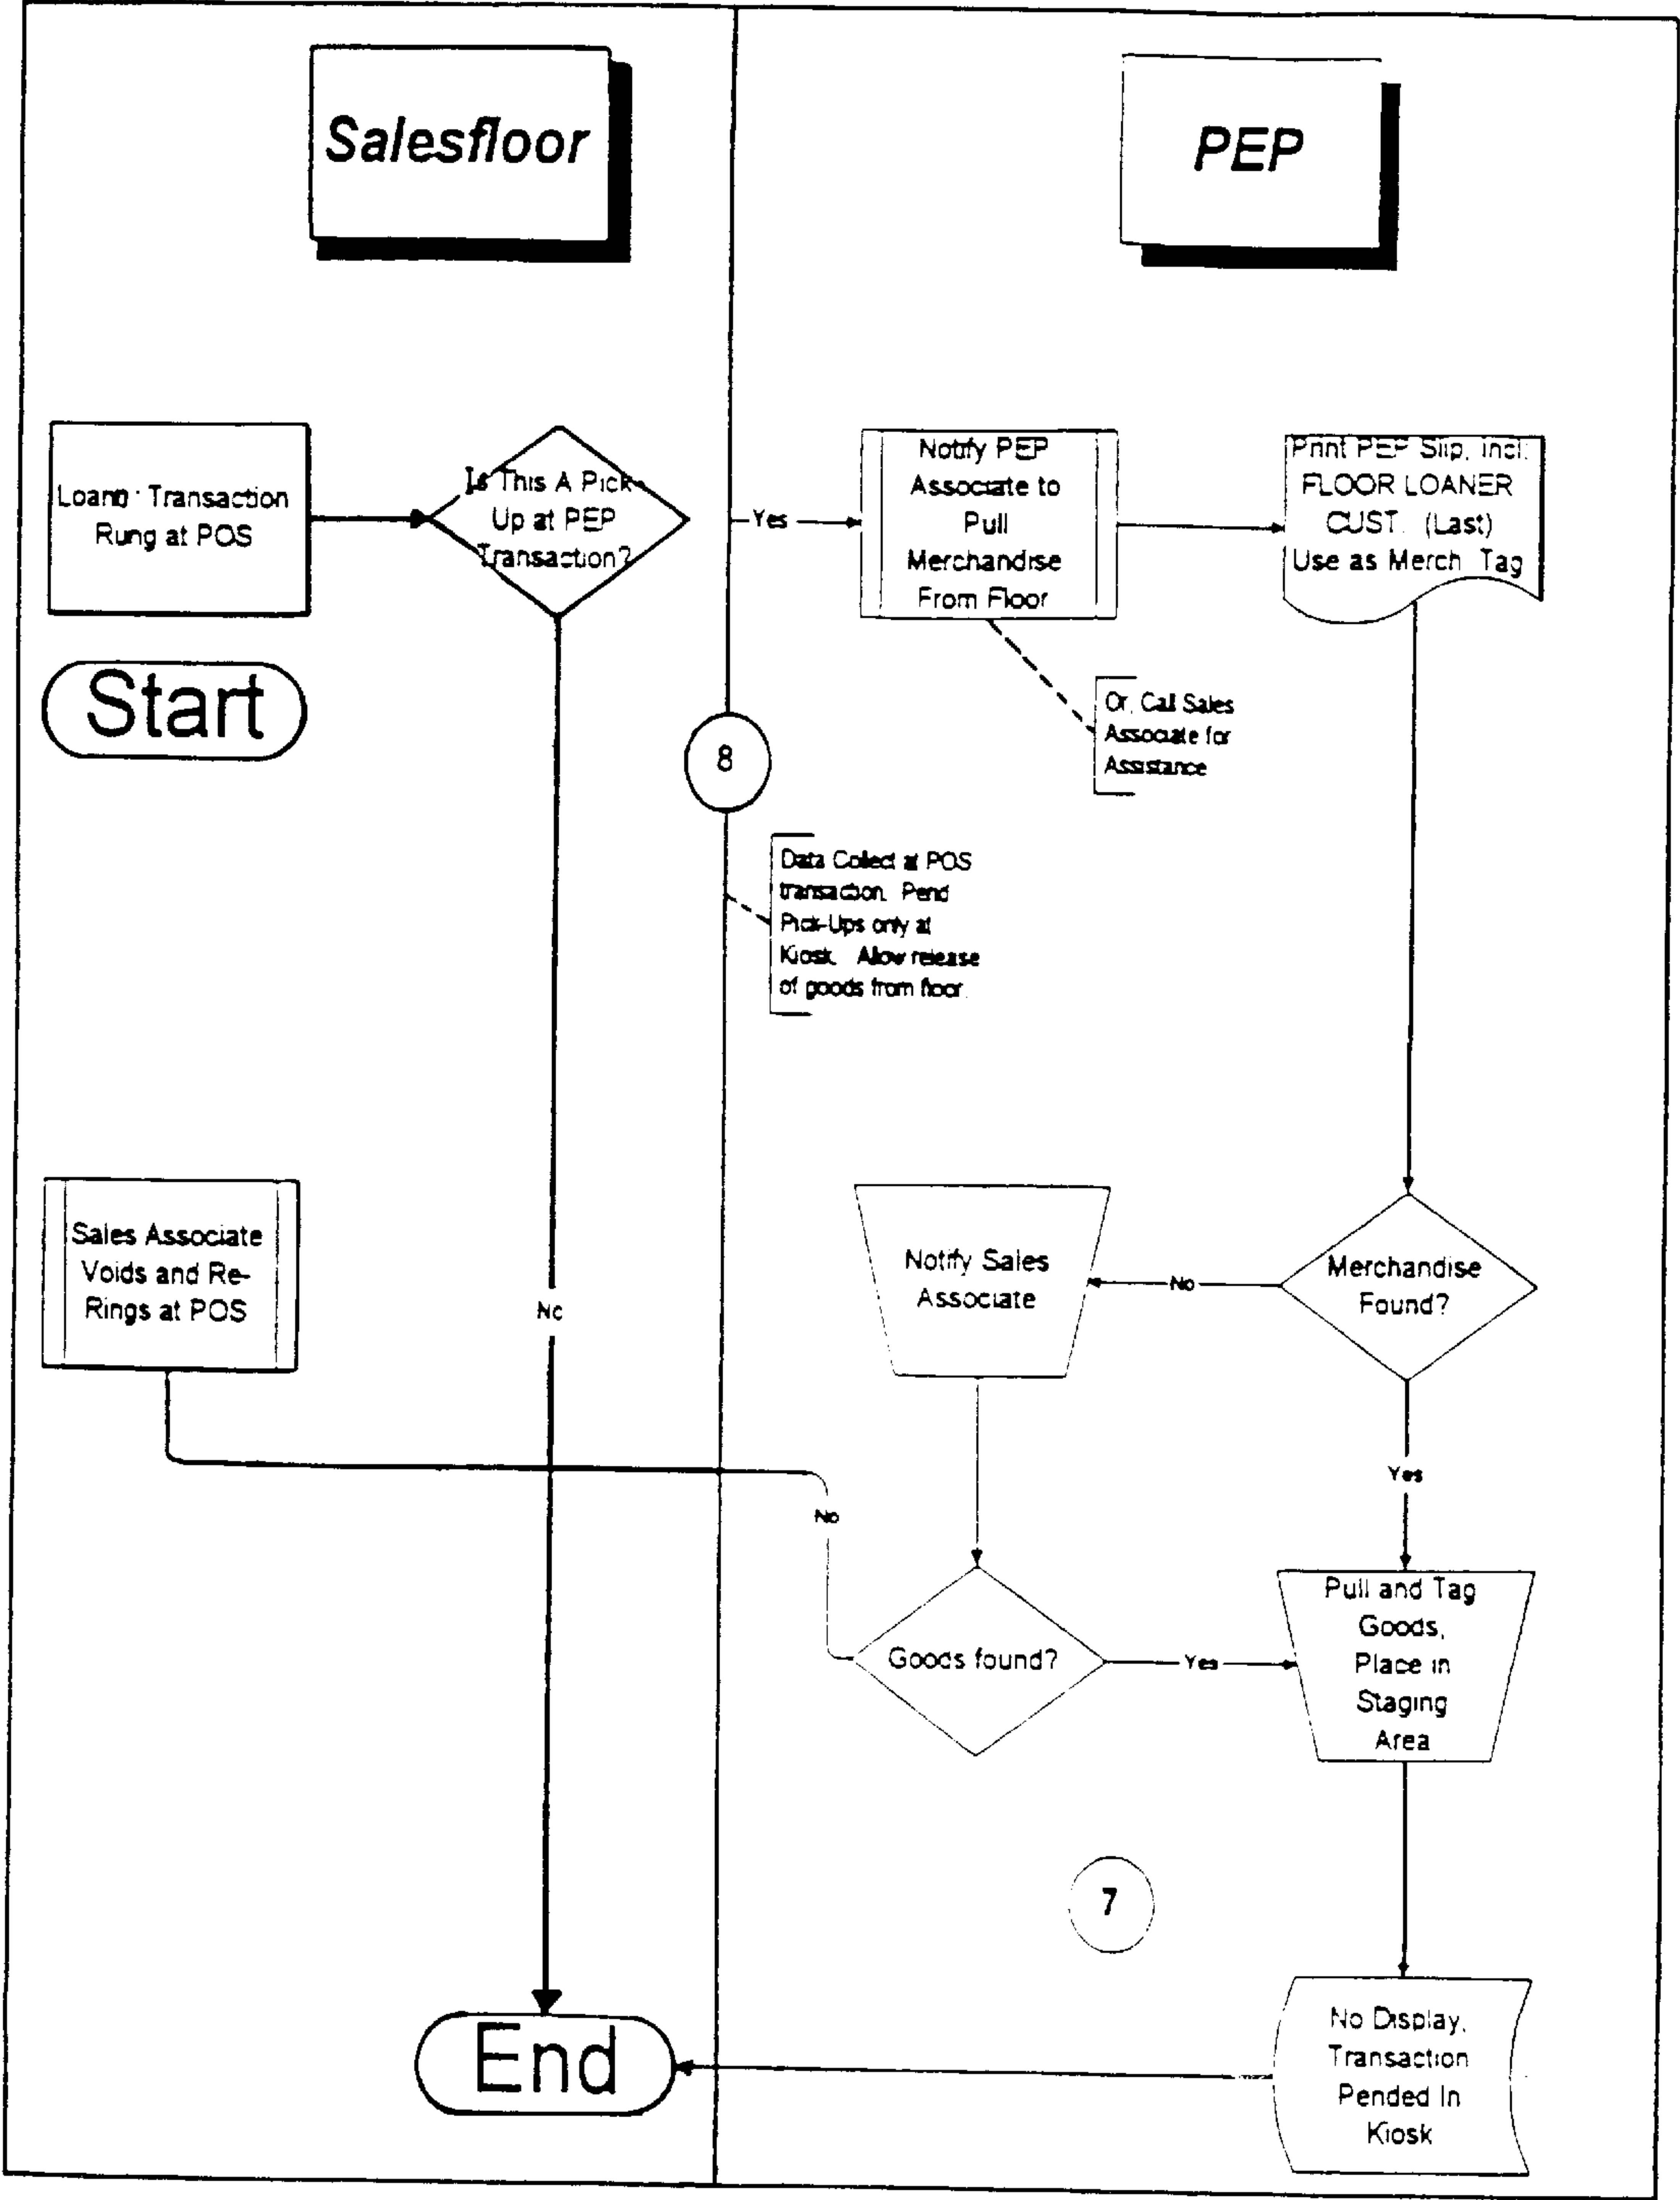 Salesfloor
PEP
Transaction
Rung at POS
Is This A Pick-
Up at PEP
Transaction?
Yes
Notify PEP
Associate to
Pull
Merchandise
From Floor
Print PEP Slip, incl.
FLOOR LOANER
CUST. (Last)
Use as Merch. Tag
Start
Or, Call Sales
Associate for
Assistance
8
Data Collect at POS
transaction. Pend
Pick-Ups only at
Kiosk. Allow release
of goods from floor.
Sales Associate
Voids and Re-
Rings at POS
No
Notify Sales
Associate
No
Merchandise
Found?
Yes
No
Goods found?
Yes
Pull and Tag
Goods,
Place in
Staging
Area
7
End
No Display,
Transaction
Pended In
Kiosk